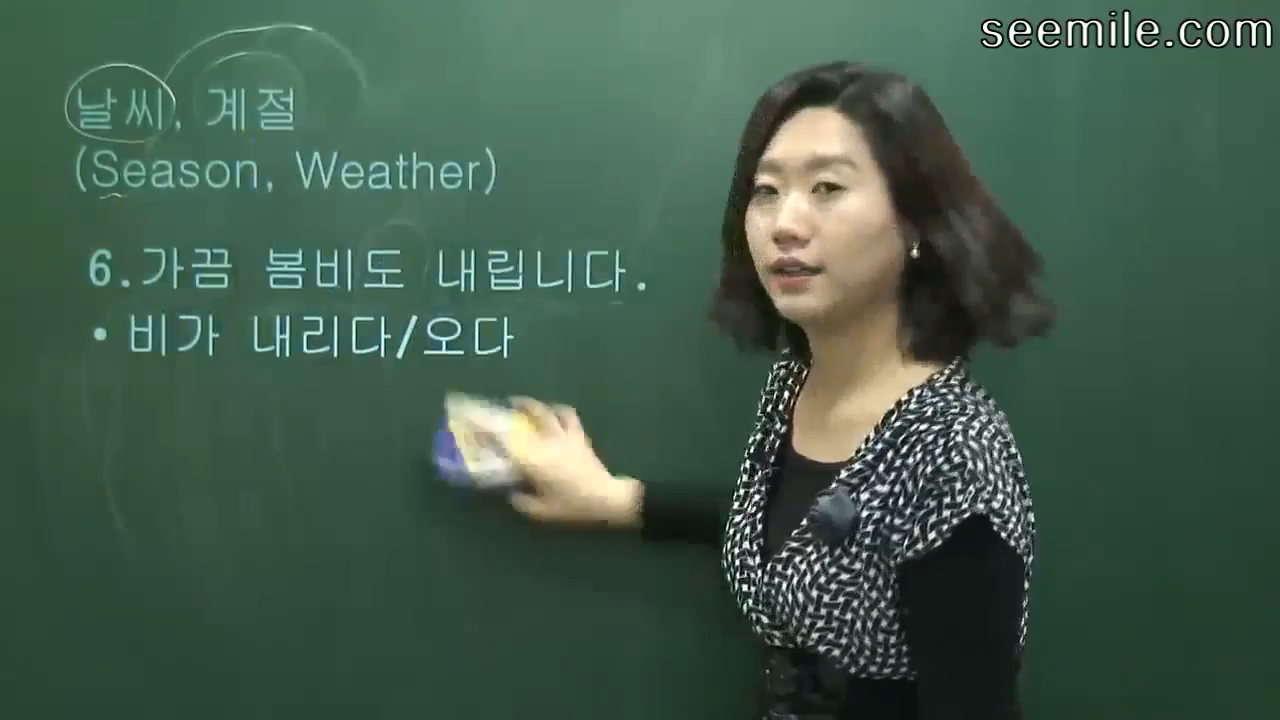 seemile.com
날씨, 계절
(Season, Weather)
6.가끔 봄비도 내립니다.
• 비가 내리다/오다